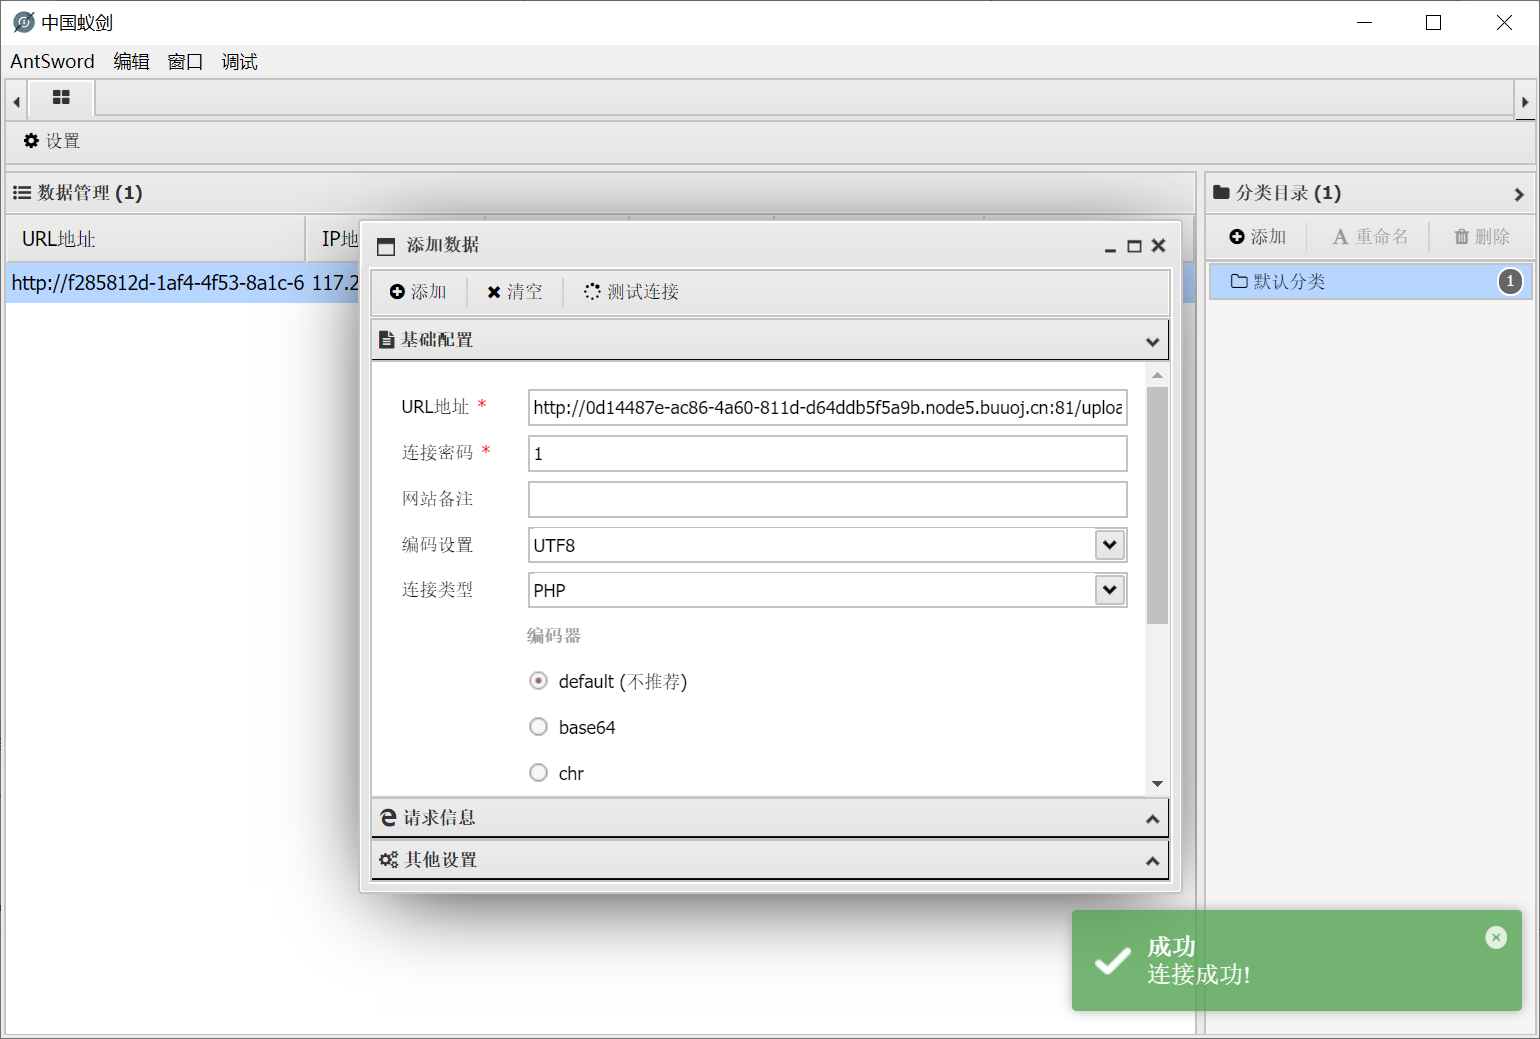 中国蚁剑
AntSword 编辑 窗口 调试
设置
数据管理 (1)
分类目录 (1)
URL地址
IP地
添加 重命名 删除
http://f285812d-1af4-4f53-8a1c-6 117.2
默认分类 1
添加数据
添加 清空 测试连接
基础配置
URL地址 * http://0d14487e-ac86-4a60-811d-d64ddb5f5a9b.node5.buuoj.cn:81/uploa
连接密码 * 1
网站备注
编码设置 UTF8
连接类型 PHP
编码器
default (不推荐)
base64
chr
请求信息
其他设置
成功
连接成功!